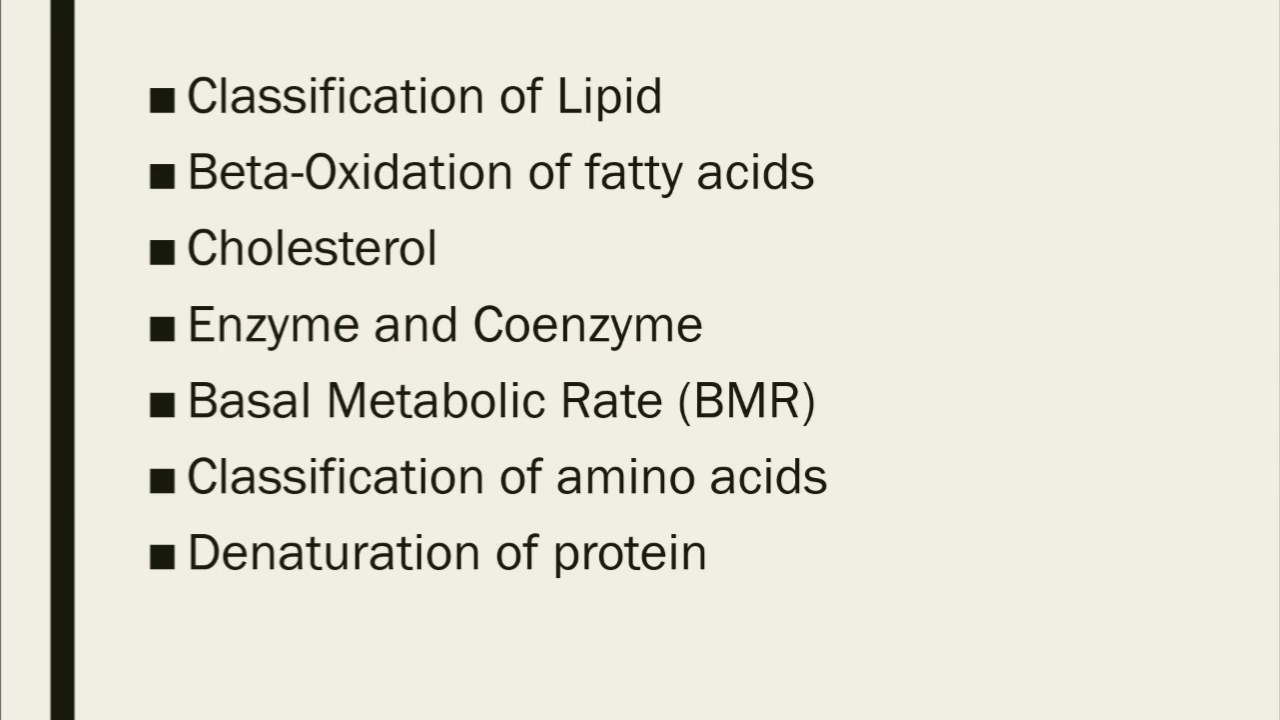 ■ Classification of Lipid
■ Beta-Oxidation of fatty acids
■ Cholesterol
■ Enzyme and Coenzyme
■ Basal Metabolic Rate (BMR)
■ Classification of amino acids
■ Denaturation of protein